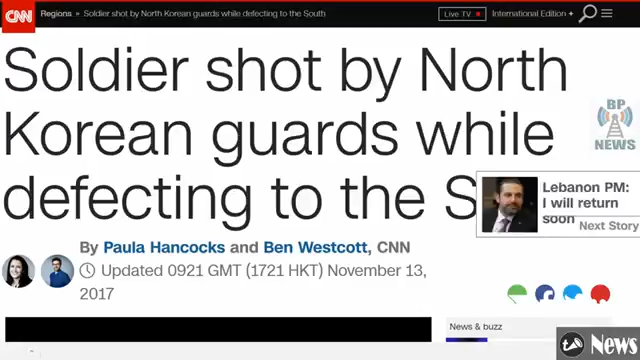 CNN
Regions » Soldier shot by North Korean guards while defecting to the South
Live TV
International Edition +
Soldier shot by North
Korean guards while
defecting to the S
BP
NEWS
Lebanon PM:
I will return
soon
Next Story
By Paula Hancocks and Ben Westcott, CNN
Updated 0921 GMT (1721 HKT) November 13,
2017
News & buzz
News